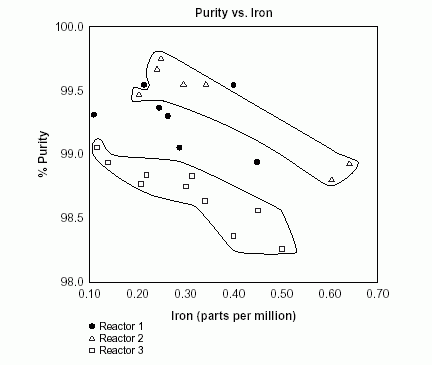 Purity vs. Iron
100.0
99.5
99.0
98.5
98.0
% Purity
0.10 0.20 0.30 0.40 0.50 0.60 0.70
Iron (parts per million)
Reactor 1
Reactor 2
Reactor 3